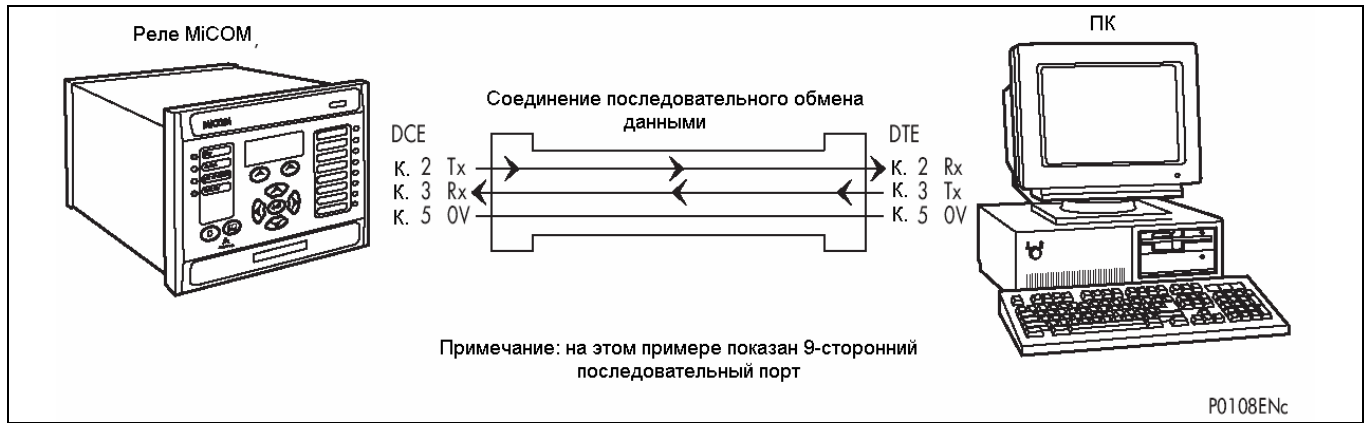 Реле MiCOM,
ПК
Соединение последовательного обмена
данными
DCE
DTE
К. 2 Tx
К. 2 Rx
К. 3 Rx
К. 3 Tx
К. 5 0V
К. 5 0V
MiCOM
Примечание: на этом примере показан 9-сторонний
последовательный порт
P0108ENc